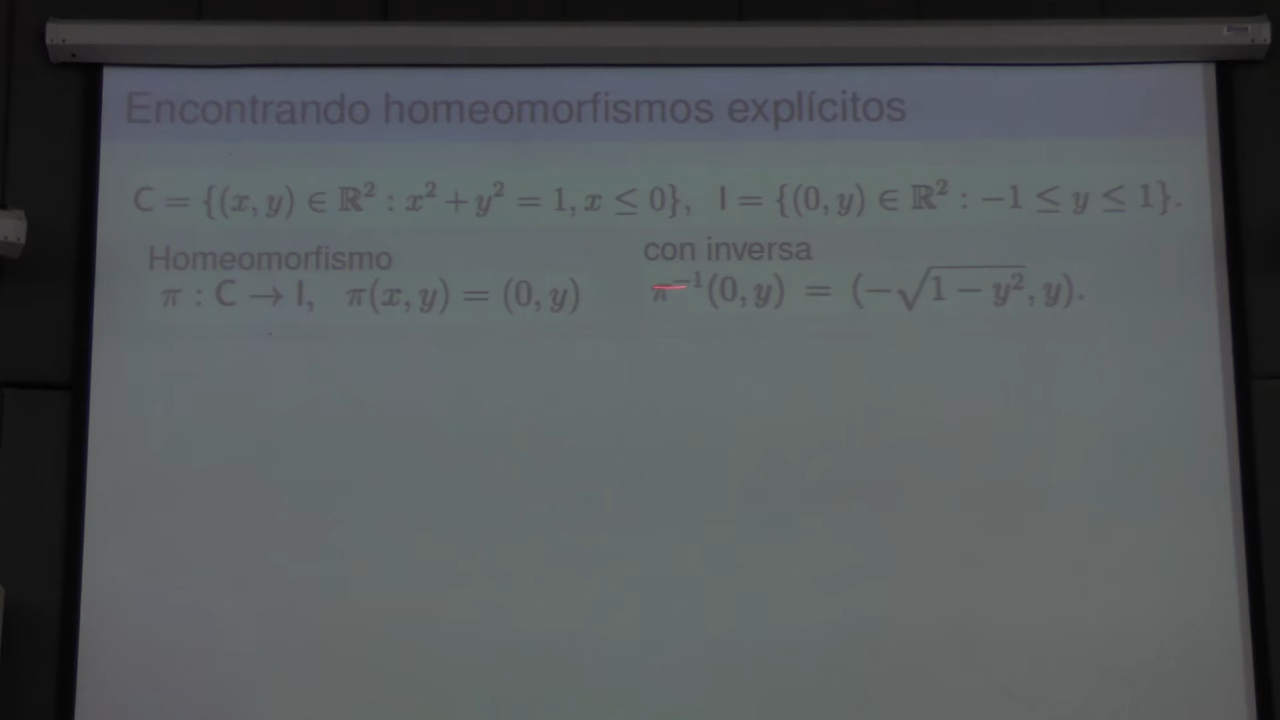 Encontrando homeomorfismos explícitos
C = {(x, y) ∈ ℝ² : x² + y² = 1, x ≤ 0}, I = {(0, y) ∈ ℝ² : −1 ≤ y ≤ 1}.
Homeomorfismo
π : C → I, π(x, y) = (0, y)
con inversa
π⁻¹(0, y) = (−√(1 − y²), y).